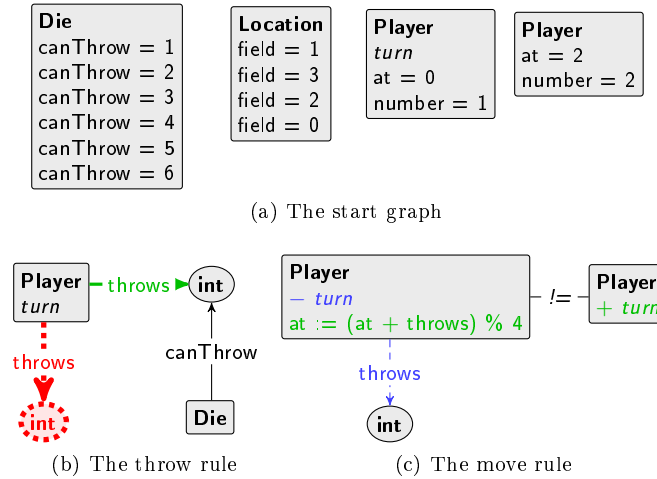 Die
canThrow = 1
canThrow = 2
canThrow = 3
canThrow = 4
canThrow = 5
canThrow = 6
Location
field = 1
field = 3
field = 2
field = 0
Player
turn
at = 0
number = 1
Player
at = 2
number = 2
(a) The start graph
Player
turn
throws
int
throws
int
canThrow
Die
(b) The throw rule
Player
− turn
at := (at + throws) % 4
!=
Player
+ turn
throws
int
(c) The move rule